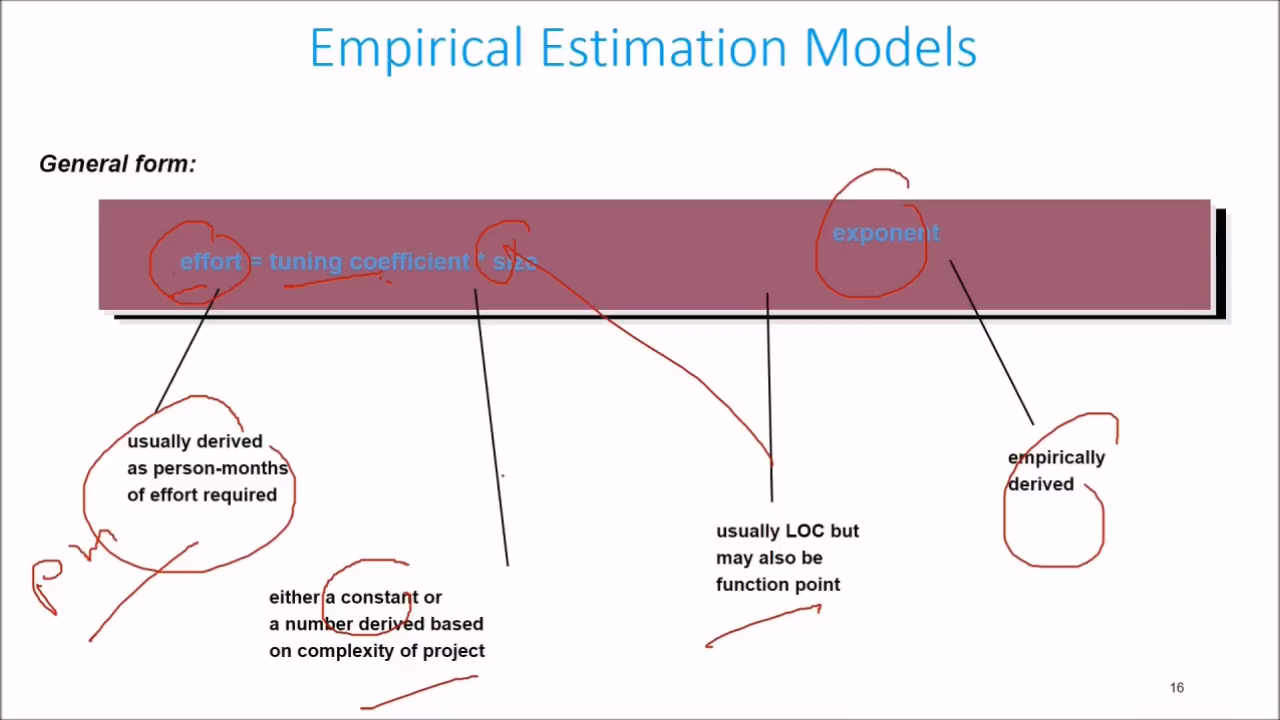 Empirical Estimation Models
General form:
exponent
effort = tuning coefficient * size
usually derived
as person-months
of effort required
empirically
derived
usually LOC but
may also be
function point
either a constant or
a number derived based
on complexity of project
Pm
16